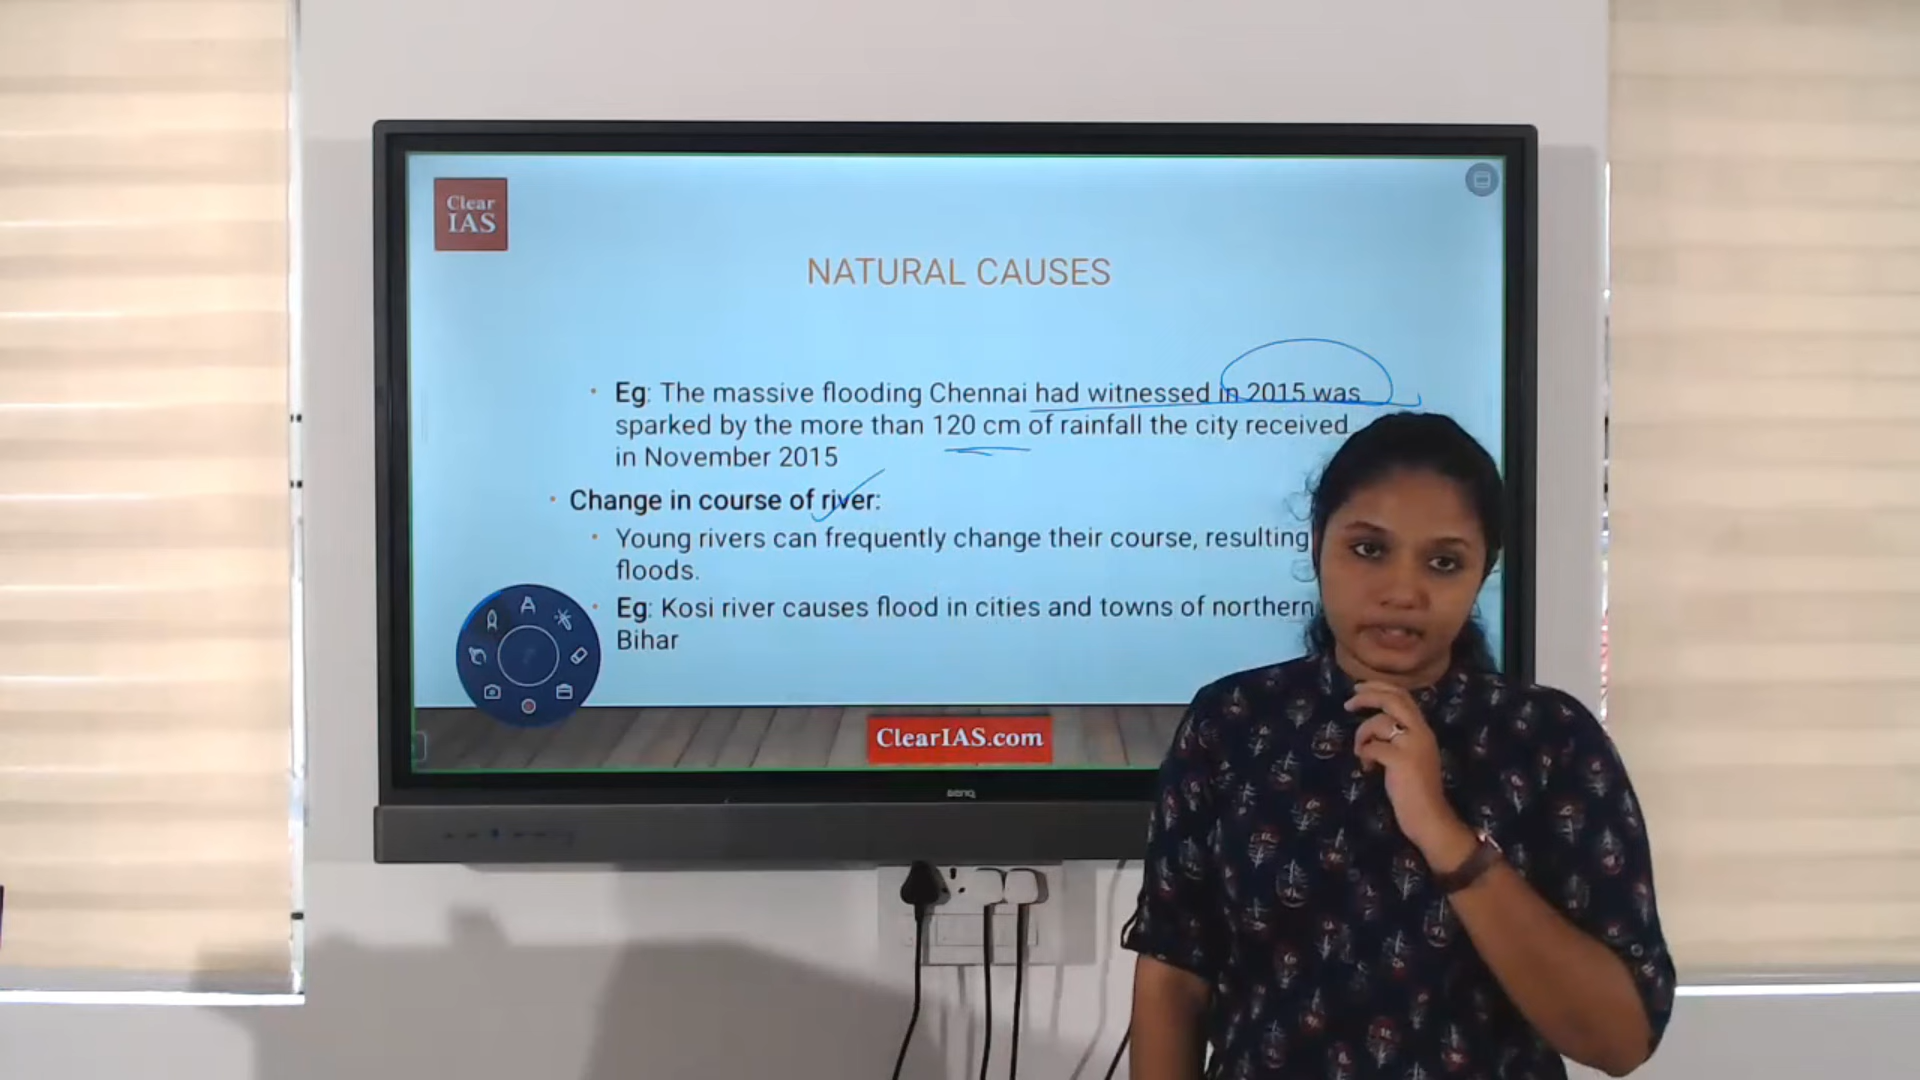 Clear
IAS
NATURAL CAUSES
Eg: The massive flooding Chennai had witnessed in 2015 was
sparked by the more than 120 cm of rainfall the city received
in November 2015
Change in course of river:
Young rivers can frequently change their course, resulting
floods.
Eg: Kosi river causes flood in cities and towns of northern
Bihar
ClearIAS.com
BenQ